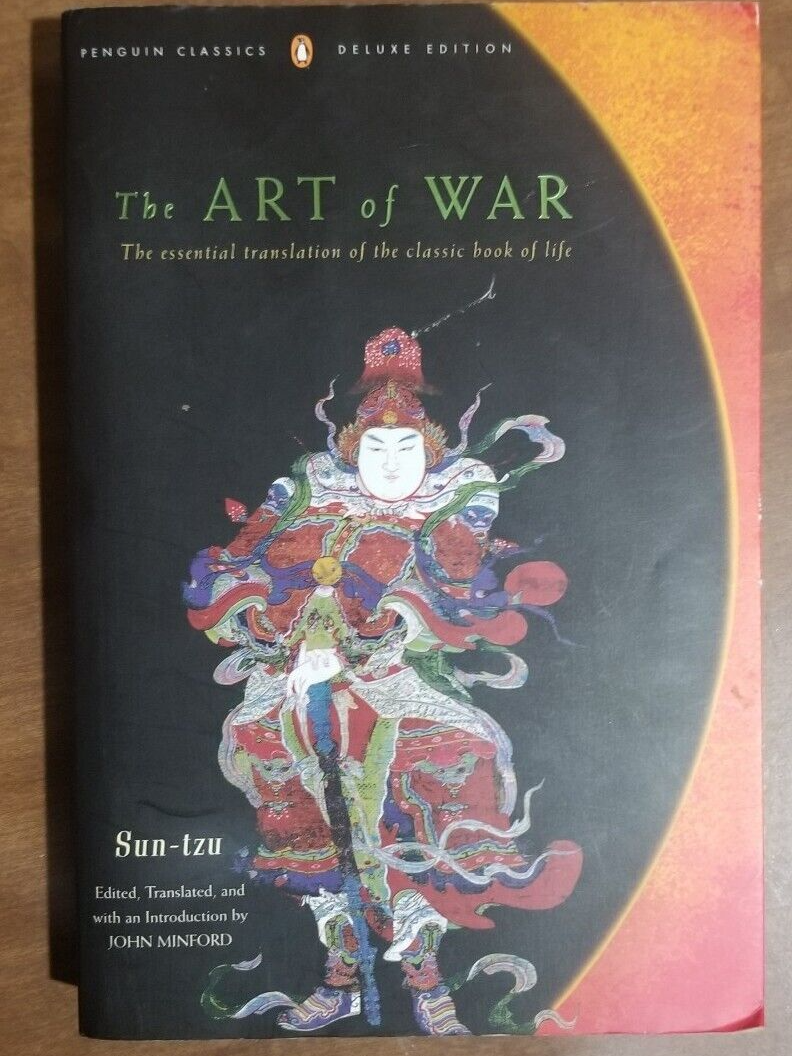 PENGUIN CLASSICS DELUXE EDITION
The ART of WAR
The essential translation of the classic book of life
Sun-tzu
Edited, Translated, and
with an Introduction by
JOHN MINFORD